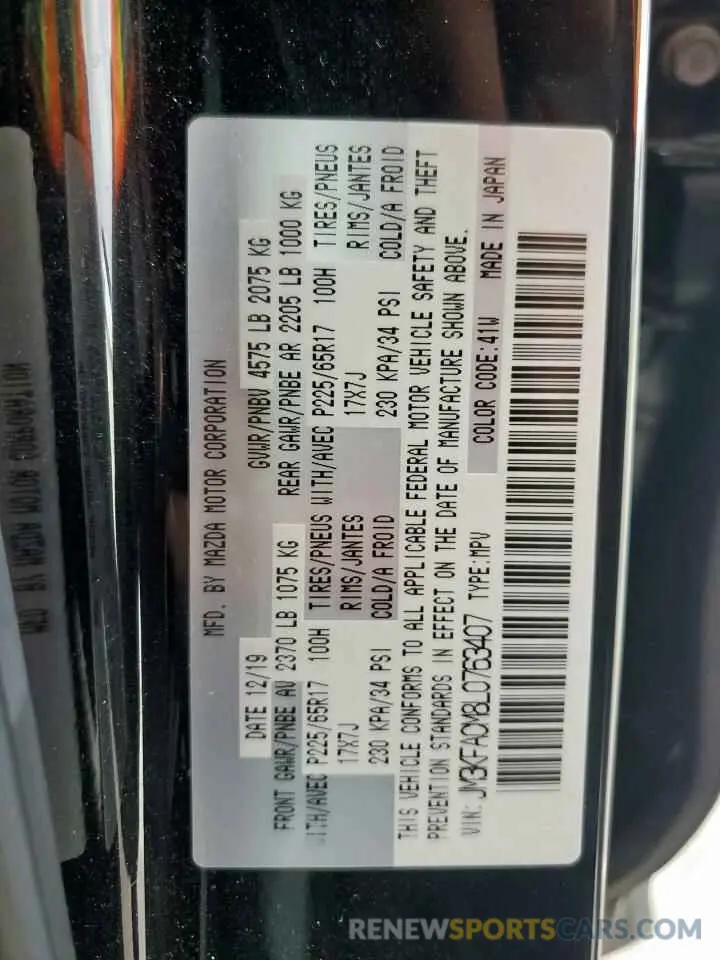 MFD. BY MAZDA MOTOR CORPORATION
DATE 12/19 GVWR/PNBV 4575 LB 2075 KG
FRONT GAWR/PNBE AV 2370 LB 1075 KG REAR GAWR/PNBE AR 2205 LB 1000 KG
WITH/AVEC P225/65R17 100H TIRES/PNEUS WITH/AVEC P225/65R17 100H TIRES/PNEUS
17X7J RIMS/JANTES 17X7J RIMS/JANTES
230 KPA/34 PSI COLD/A FROID 230 KPA/34 PSI COLD/A FROID
THIS VEHICLE CONFORMS TO ALL APPLICABLE FEDERAL MOTOR VEHICLE SAFETY AND THEFT
PREVENTION STANDARDS IN EFFECT ON THE DATE OF MANUFACTURE SHOWN ABOVE.
VIN: JM3KFA0M8L0763407 TYPE:MPV COLOR CODE:41W MADE IN JAPAN
RENEWSPORTSCARS.COM